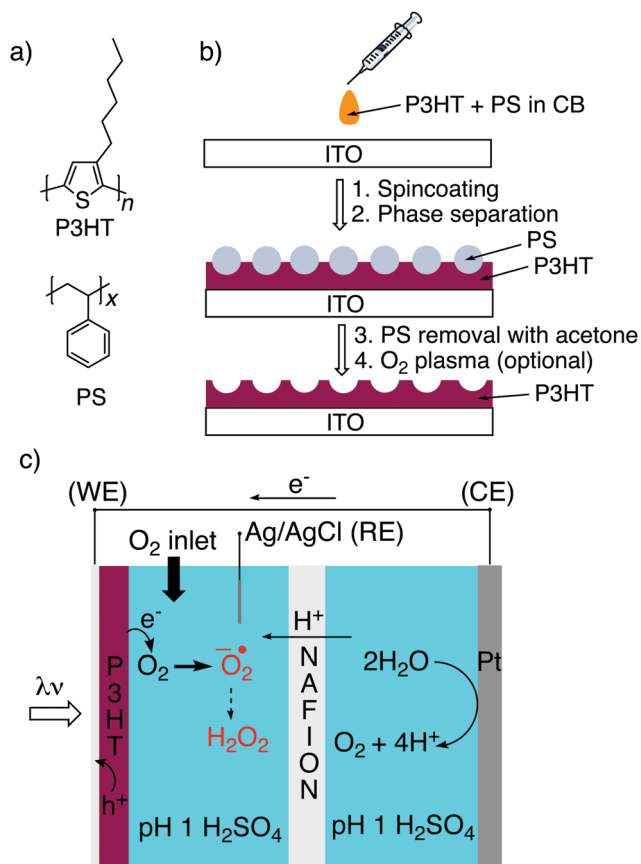 a)
S
n
P3HT
x
PS
b)
P3HT + PS in CB
ITO
1. Spincoating
2. Phase separation
PS
P3HT
ITO
3. PS removal with acetone
4. O₂ plasma (optional)
P3HT
ITO
c)
(WE)
e⁻
(CE)
O₂ inlet
Ag/AgCl (RE)
e⁻
H⁺
O₂
⁻O₂•
2H₂O
Pt
P3HT
NAFION
λν
H₂O₂
O₂ + 4H⁺
h⁺
pH 1 H₂SO₄
pH 1 H₂SO₄